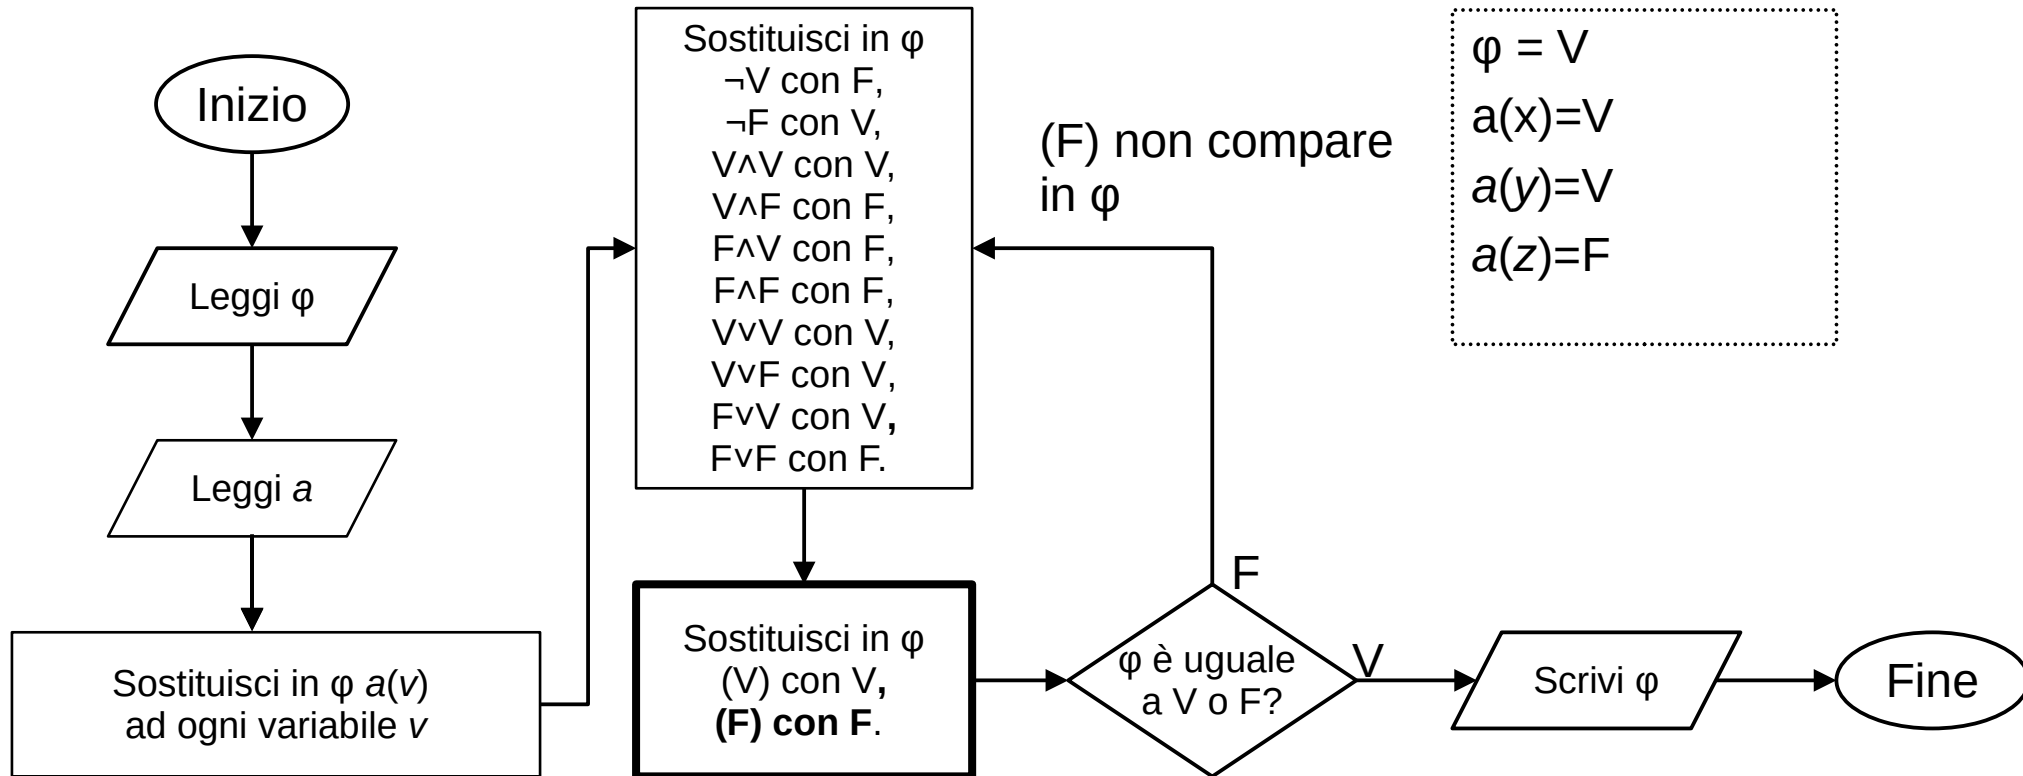 Inizio
Leggi φ
Leggi a
Sostituisci in φ a(v)
ad ogni variabile v
Sostituisci in φ
¬V con F,
¬F con V,
V∧V con V,
V∧F con F,
F∧V con F,
F∧F con F,
V∨V con V,
V∨F con V,
F∨V con V,
F∨F con F.
Sostituisci in φ
(V) con V,
(F) con F.
(F) non compare
in φ
F
φ è uguale
a V o F?
V
Scrivi φ
Fine
φ = V
a(x)=V
a(y)=V
a(z)=F